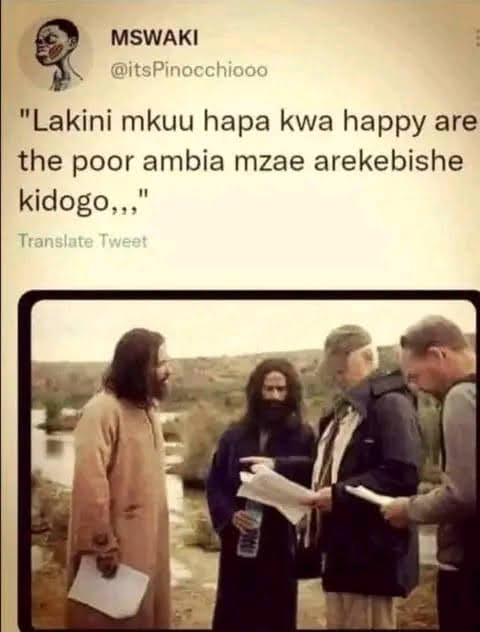 MSWAKI
@itsPinocchiooo
"Lakini mkuu hapa kwa happy are
the poor ambia mzae arekebishe
kidogo,,,"
Translate Tweet